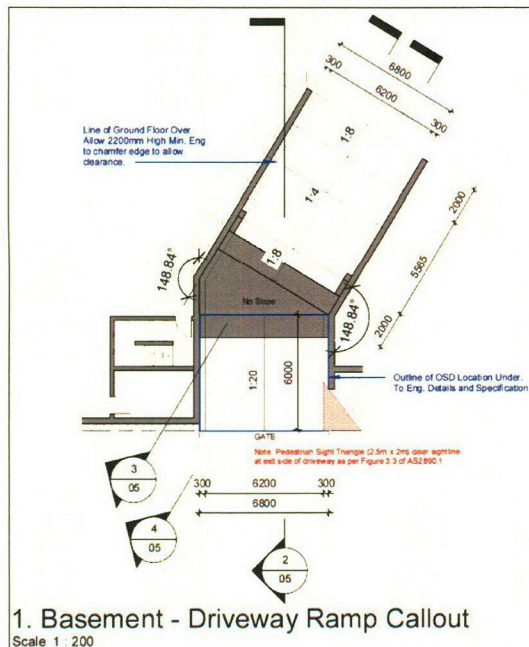 6800
300
6200
300
Line of Ground Floor Over
Allow 2200mm High Min. Eng
to chamfer edge to allow
clearance.
1:8
1:4
1:8
2000
5565
2000
148.84°
148.84°
No Slope
1:20
6000
Outline of OSD Location Under.
To Eng. Details and Specification
GATE
Note: Pedestrian Sight Triangle (2.5m x 2m) clear sightline
at exit side of driveway as per Figure 3.3 of AS2890.1
3
05
300
6200
300
4
05
6800
2
05
1. Basement - Driveway Ramp Callout
Scale 1 : 200